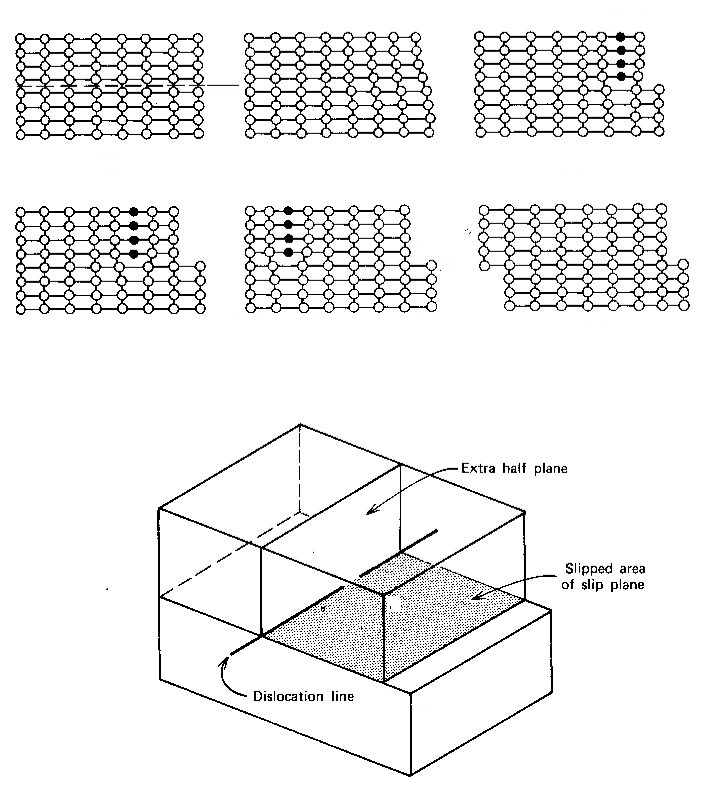 Extra half plane
Slipped area
of slip plane
Dislocation line